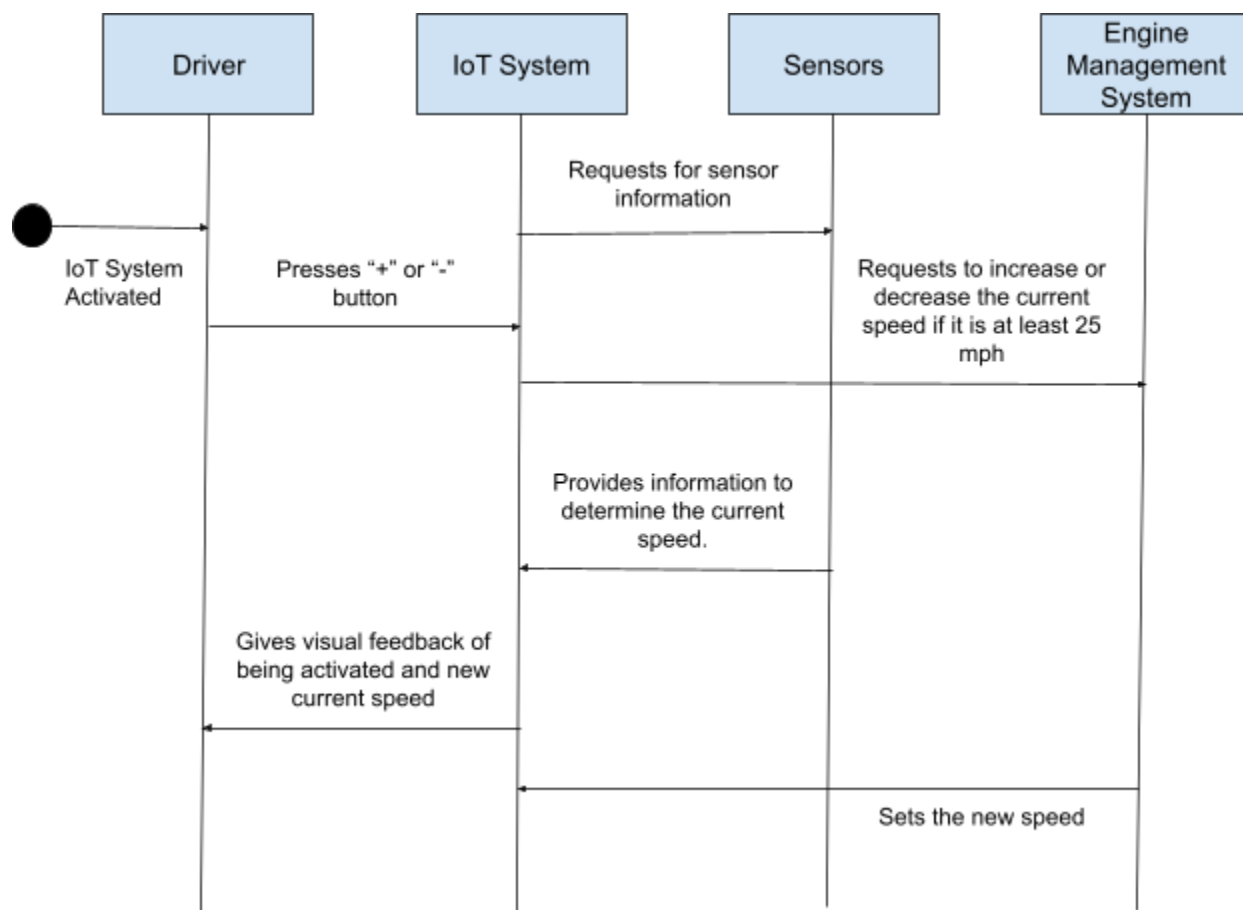 Driver
IoT System
Sensors
Engine
Management
System
Requests for sensor
information
IoT System
Activated
Presses “+” or “-”
button
Requests to increase or
decrease the current
speed if it is at least 25
mph
Provides information to
determine the current
speed.
Gives visual feedback of
being activated and new
current speed
Sets the new speed